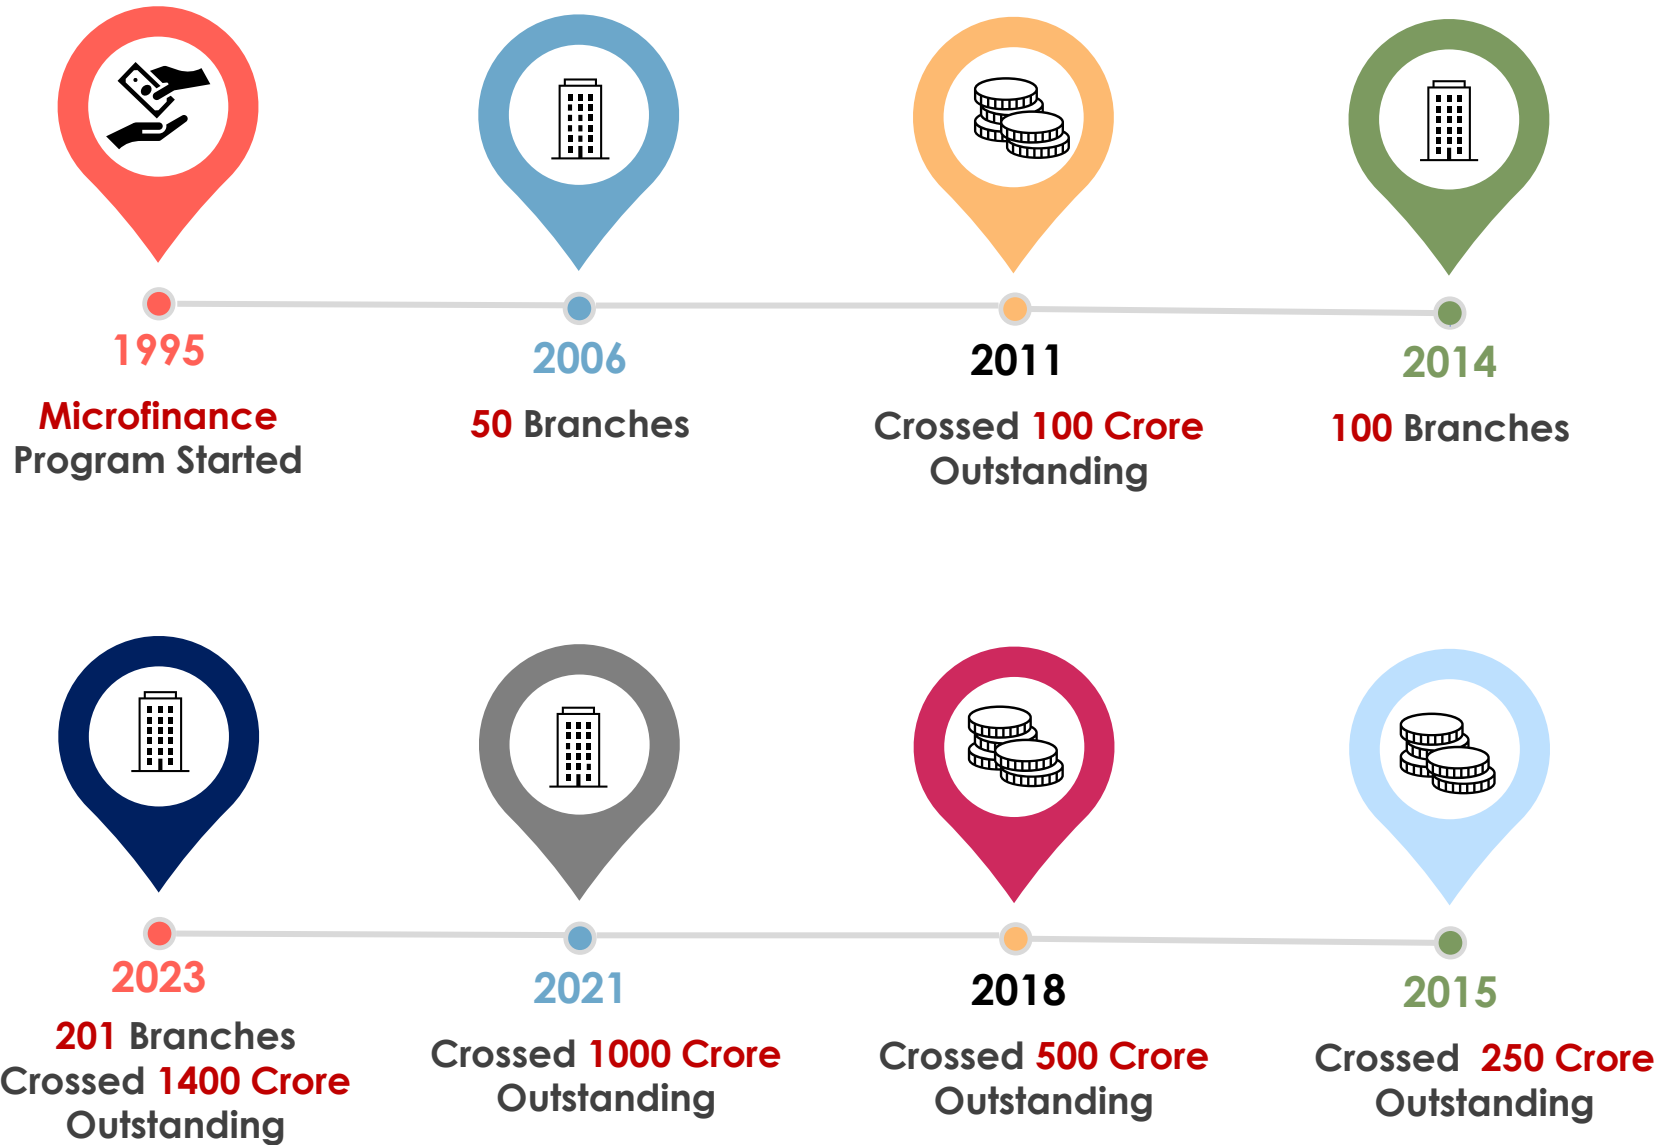 1995
Microfinance
Program Started
2006
50 Branches
2011
Crossed 100 Crore
Outstanding
2014
100 Branches
2023
201 Branches
Crossed 1400 Crore
Outstanding
2021
Crossed 1000 Crore
Outstanding
2018
Crossed 500 Crore
Outstanding
2015
Crossed 250 Crore
Outstanding